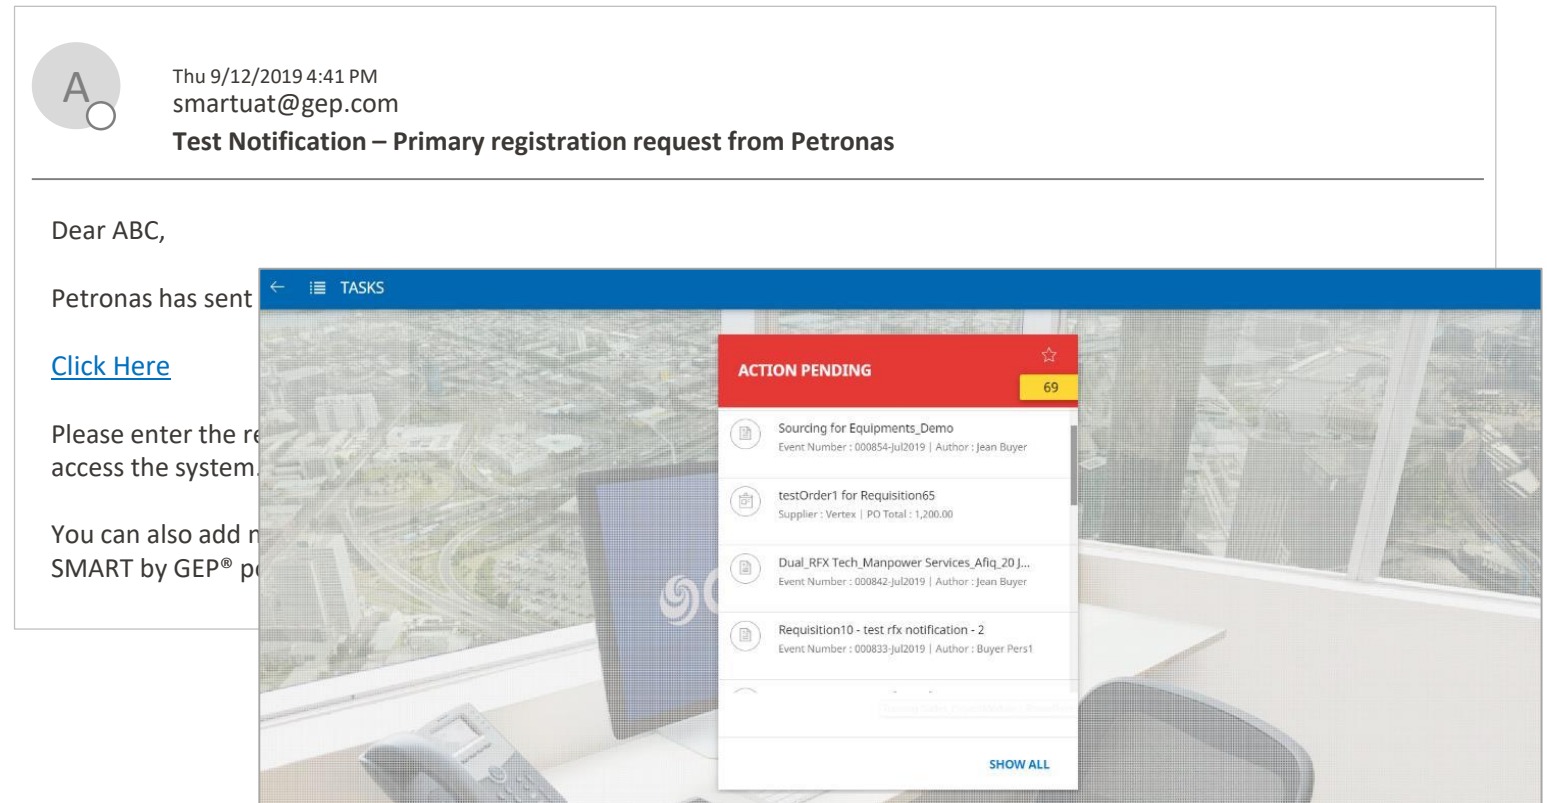 A
Thu 9/12/2019 4:41 PM
smartuat@gep.com
Test Notification – Primary registration request from Petronas
Dear ABC,
Petronas has sent
Click Here
Please enter the re
access the system.
You can also add
SMART by GEP®
← TASKS
ACTION PENDING
69
Sourcing for Equipments_Demo
Event Number : 000854-Jul2019 | Author : Jean Buyer
testOrder1 for Requisition65
Supplier : Vertex | PO Total : 1,200.00
Dual_RFX Tech_Manpower Services_Afiq_20 J...
Event Number : 000842-Jul2019 | Author : Jean Buyer
Requisition10 - test rfx notification - 2
Event Number : 000833-Jul2019 | Author : Buyer Pers1
SHOW ALL